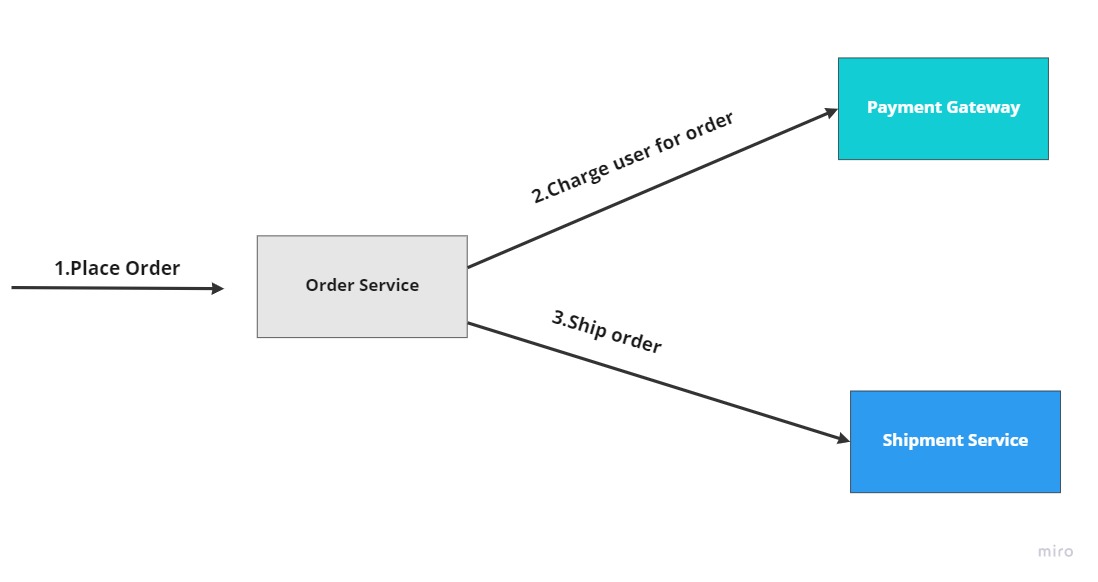 1.Place Order
Order Service
2.Charge user for order
Payment Gateway
3.Ship order
Shipment Service
miro